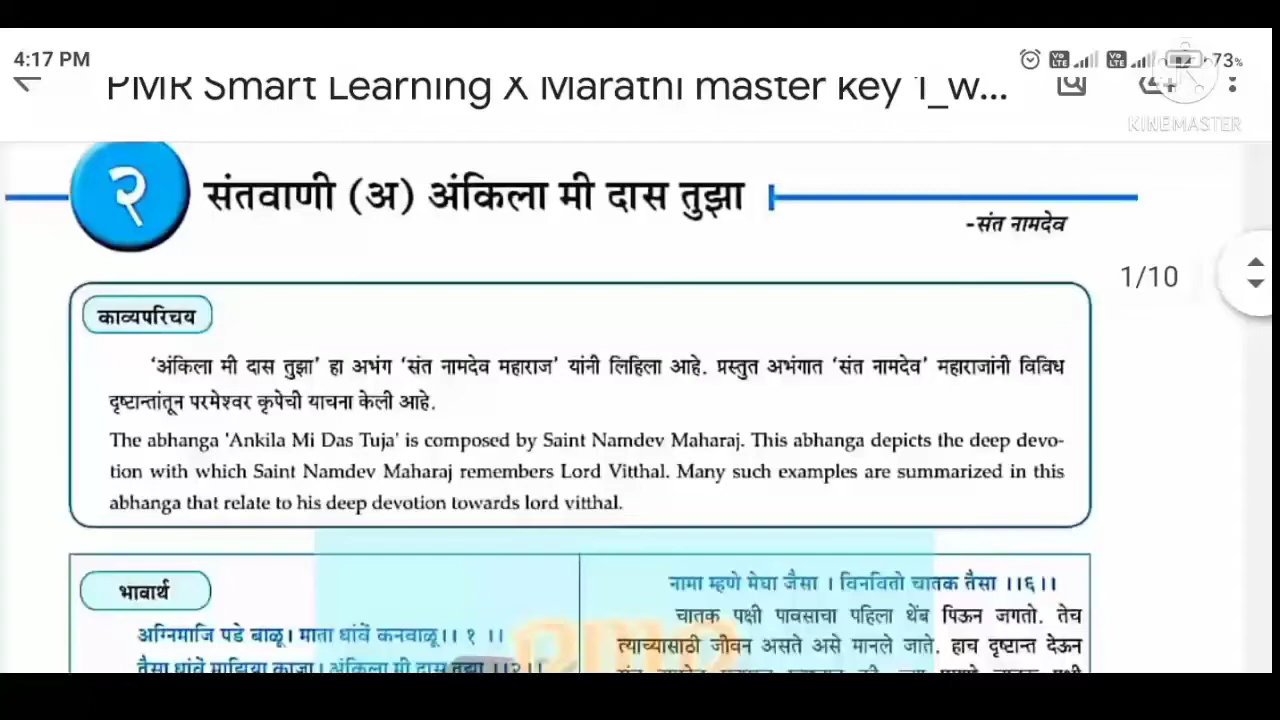 4:17 PM
73%
PMR Smart Learning X Marathi master key 1_w...
KINEMASTER
२
संतवाणी (अ) अंकिला मी दास तुझा
-संत नामदेव
1/10
काव्यपरिचय
'अंकिला मी दास तुझा' हा अभंग 'संत नामदेव महाराज' यांनी लिहिला आहे. प्रस्तुत अभंगात 'संत नामदेव' महाराजांनी विविध
दृष्टान्तांतून परमेश्वर कृपेची याचना केली आहे.
The abhanga 'Ankila Mi Das Tuja' is composed by Saint Namdev Maharaj. This abhanga depicts the deep devo-
tion with which Saint Namdev Maharaj remembers Lord Vitthal. Many such examples are summarized in this
abhanga that relate to his deep devotion towards lord vitthal.
भावार्थ
अग्निमाजि पडे बाळू। माता धांवें कनवाळू।। १ ।।
तैसा धांवें माझिया काजा। अंकिला मी दास तुझा ।।२।।
नामा म्हणे मेघा जैसा । विनवितो चातक तैसा ।।६।।
चातक पक्षी पावसाचा पहिला थेंब पिऊन जगतो. तेच
त्याच्यासाठी जीवन असते असे मानले जाते. हाच दृष्टान्त देऊन